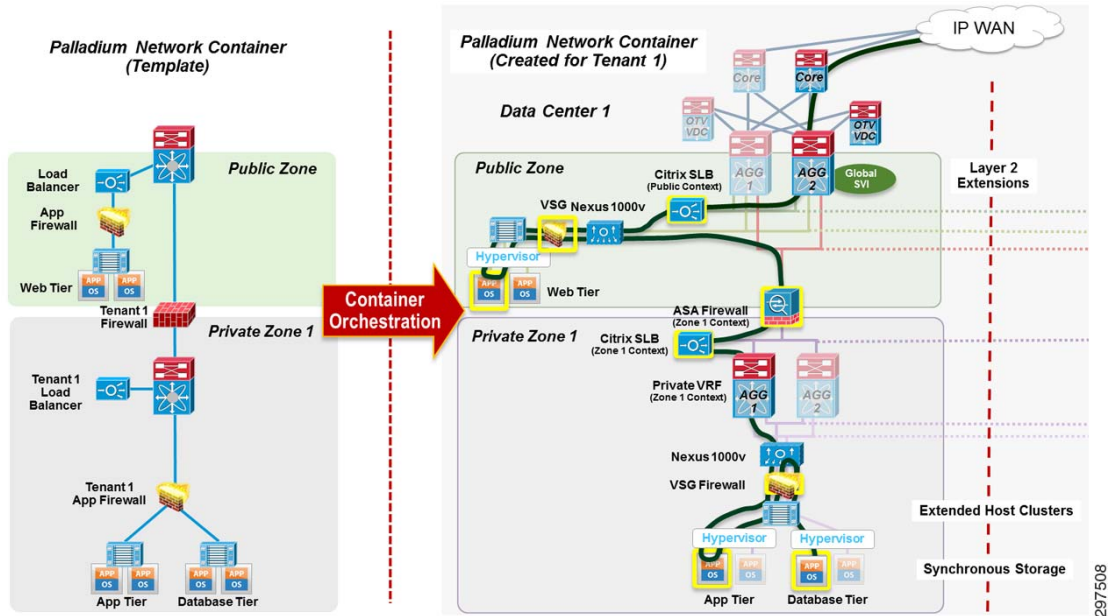 Palladium Network Container
(Template)
Public Zone
Load
Balancer
App
Firewall
APP
OS
APP
OS
Web Tier
Tenant 1
Firewall
Private Zone 1
Tenant 1
Load
Balancer
Tenant 1
App Firewall
APP
OS
APP
OS
APP
OS
APP
OS
App Tier
Database Tier
Container
Orchestration
Palladium Network Container
(Created for Tenant 1)
IP WAN
Core
Core
Data Center 1
OTV
VDC
OTV
VDC
AGG
1
AGG
2
Public Zone
Global
SVI
Layer 2
Extensions
Citrix SLB
(Public Context)
VSG
Nexus 1000v
Hypervisor
APP
OS
APP
OS
Web Tier
ASA Firewall
(Zone 1 Context)
Private Zone 1
Citrix SLB
(Zone 1 Context)
Private VRF
(Zone 1 Context)
AGG
1
AGG
2
Nexus 1000v
VSG Firewall
Extended Host Clusters
Hypervisor
Hypervisor
APP
OS
APP
OS
APP
OS
APP
OS
Synchronous Storage
App Tier
Database Tier
297508